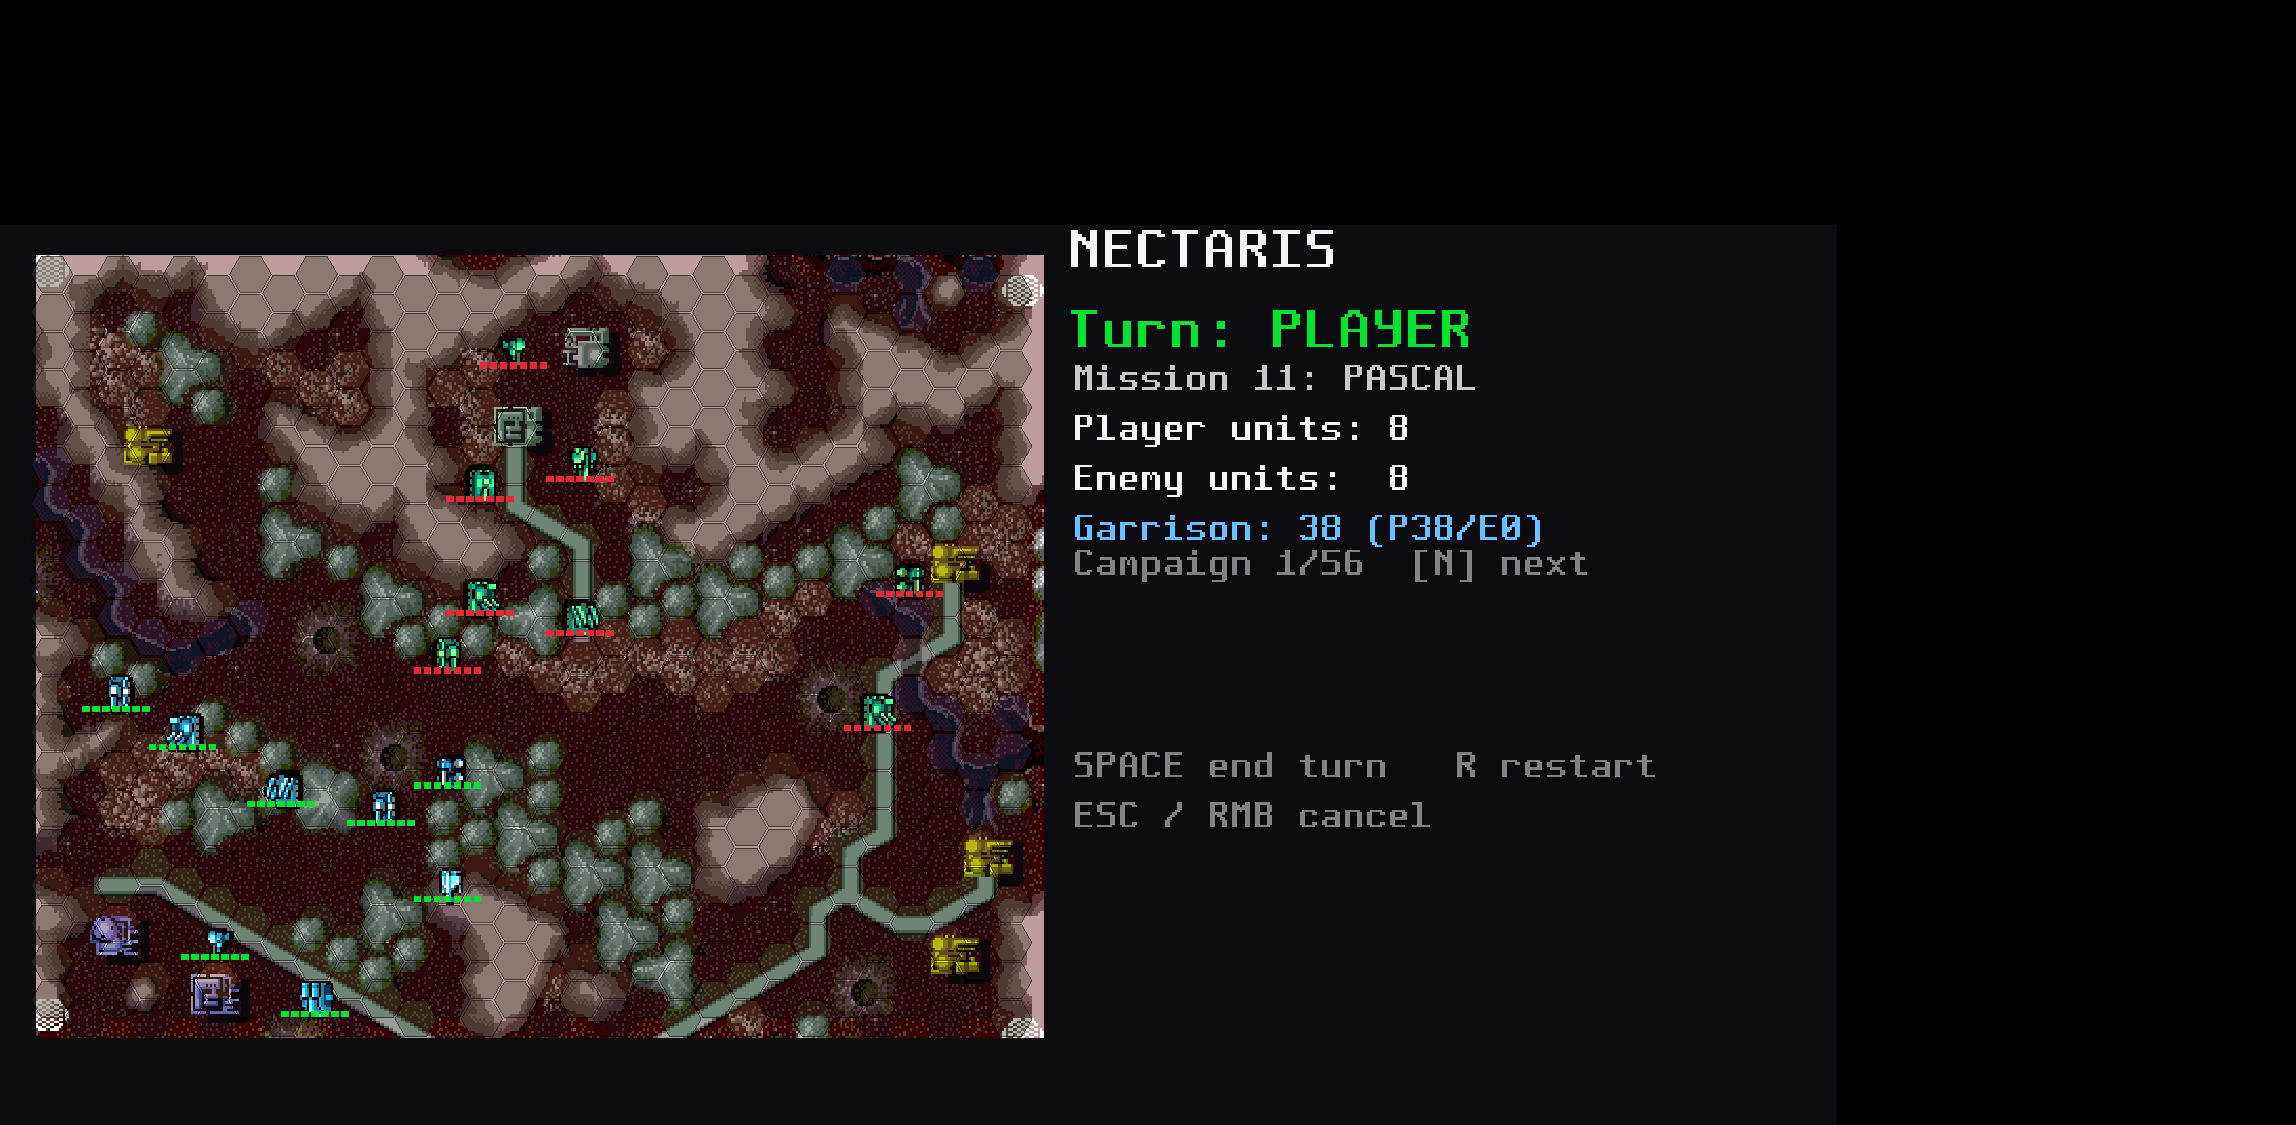 NECTARIS
Turn: PLAYER
Mission 11: PASCAL
Player units: 8
Enemy units:  8
Garrison: 38 (P38/E0)
Campaign 1/56  [N] next
SPACE end turn   R restart
ESC / RMB cancel